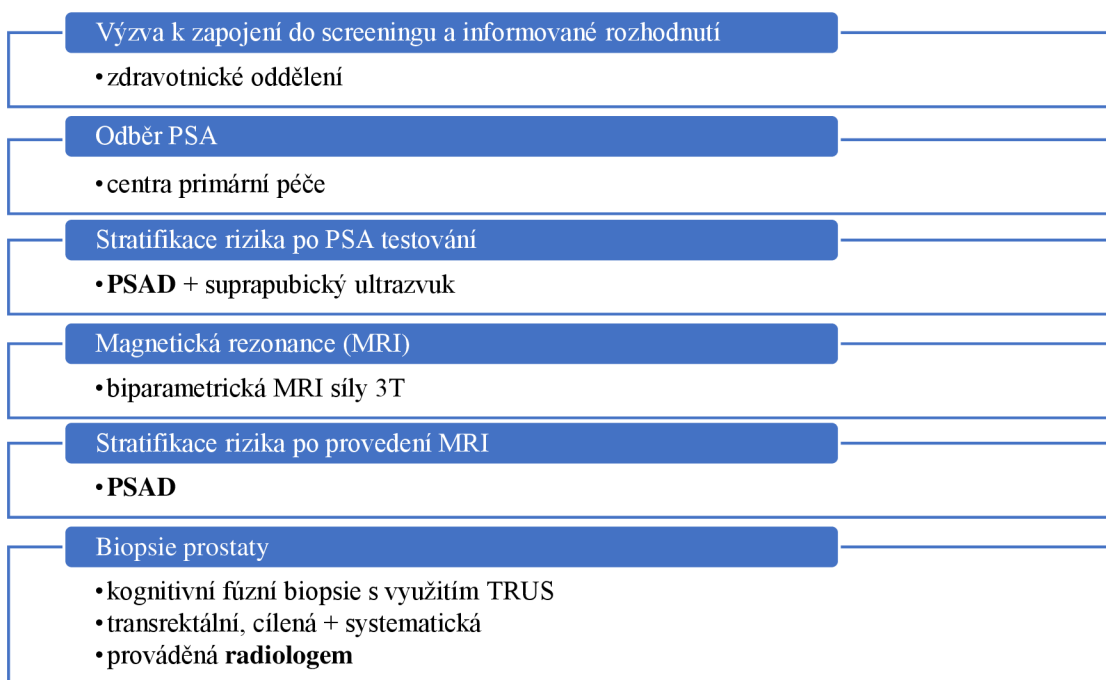 Výzva k zapojení do screeningu a informované rozhodnutí
•zdravotnické oddělení
Odběr PSA
•centra primární péče
Stratifikace rizika po PSA testování
•PSAD + suprapubický ultrazvuk
Magnetická rezonance (MRI)
•biparametrická MRI síly 3T
Stratifikace rizika po provedení MRI
•PSAD
Biopsie prostaty
•kognitivní fúzní biopsie s využitím TRUS
•transrektální, cílená + systematická
•prováděná radiologem